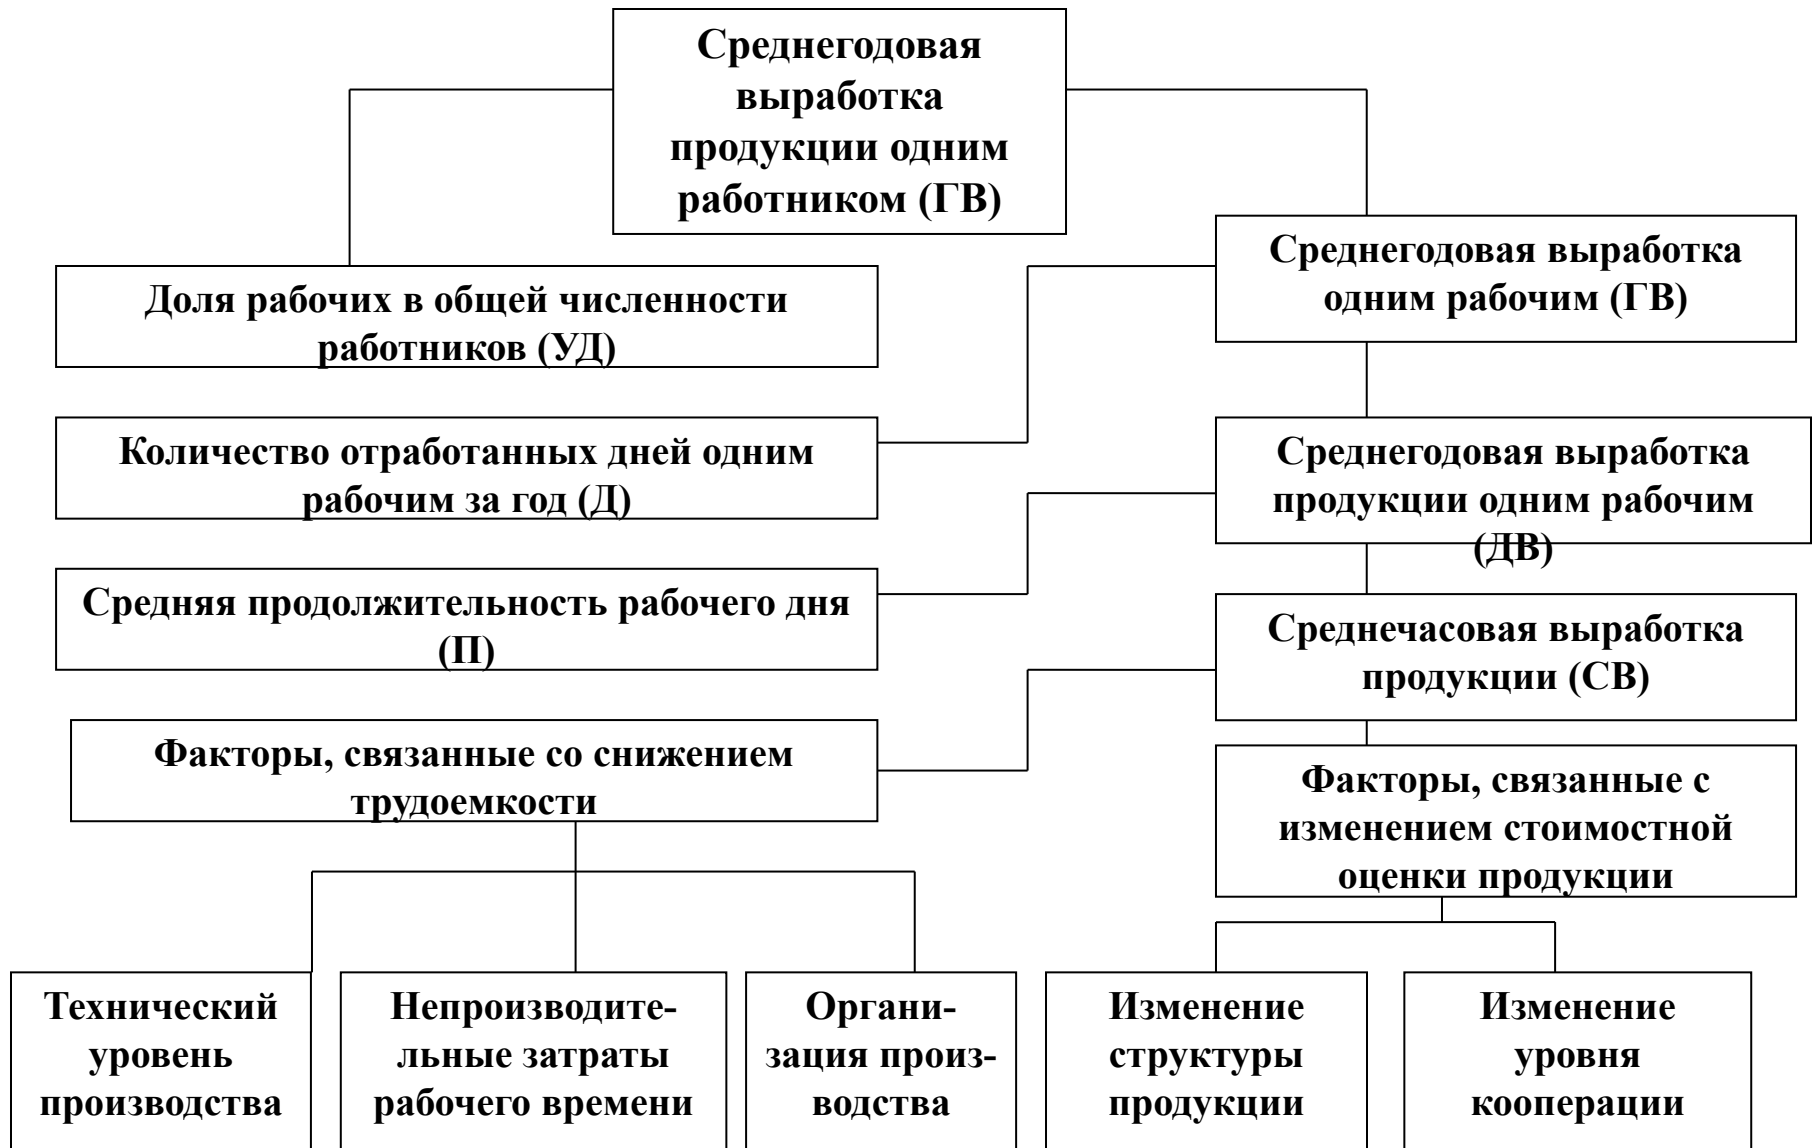 Среднегодовая
выработка
продукции одним
работником (ГВ)
Среднегодовая выработка
одним рабочим (ГВ)
Доля рабочих в общей численности
работников (УД)
Количество отработанных дней одним
рабочим за год (Д)
Среднегодовая выработка
продукции одним рабочим
(ДВ)
Средняя продолжительность рабочего дня
(П)
Среднечасовая выработка
продукции (СВ)
Факторы, связанные со снижением
трудоемкости
Факторы, связанные с
изменением стоимостной
оценки продукции
Технический
уровень
производства
Непроизводите-
льные затраты
рабочего времени
Органи-
зация произ-
водства
Изменение
структуры
продукции
Изменение
уровня
кооперации